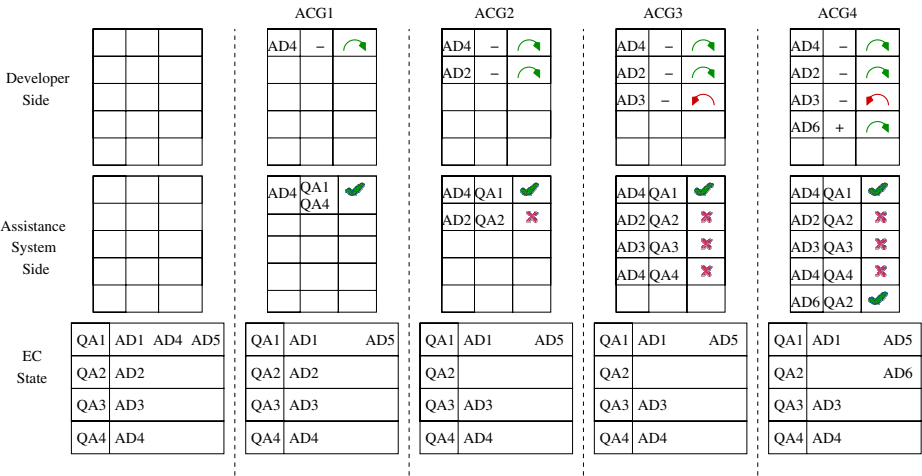 ACG1 ACG2 ACG3 ACG4
Developer Side
AD4 –
AD4 –
AD2 –
AD4 –
AD2 –
AD3 –
AD4 –
AD2 –
AD3 –
AD6 +
Assistance System Side
AD4 QA1 QA4
AD4 QA1
AD2 QA2
AD4 QA1
AD2 QA2
AD3 QA3
AD4 QA4
AD4 QA1
AD2 QA2
AD3 QA3
AD4 QA4
AD6 QA2
EC State
QA1 AD1 AD4 AD5
QA2 AD2
QA3 AD3
QA4 AD4
QA1 AD1 AD5
QA2 AD2
QA3 AD3
QA4 AD4
QA1 AD1 AD5
QA2
QA3 AD3
QA4 AD4
QA1 AD1 AD5
QA2
QA3 AD3
QA4 AD4
QA1 AD1 AD5
QA2 AD6
QA3 AD3
QA4 AD4